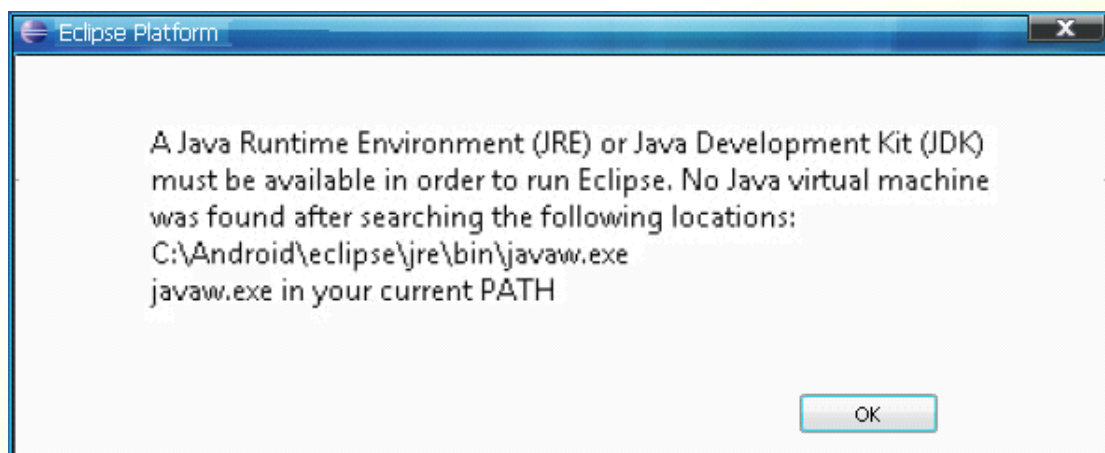 Eclipse Platform
A Java Runtime Environment (JRE) or Java Development Kit (JDK)
must be available in order to run Eclipse. No Java virtual machine
was found after searching the following locations:
C:\Android\eclipse\jre\bin\javaw.exe
javaw.exe in your current PATH
OK